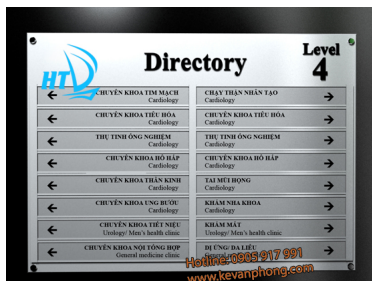 HT
Directory
Level
4
CHUYÊN KHOA TIM MẠCH
Cardiology
CHUYÊN KHOA TIÊU HÓA
Cardiology
THỤ TINH ỐNG NGHIỆM
Cardiology
CHUYÊN KHOA HÔ HẤP
Cardiology
CHUYÊN KHOA THẦN KINH
Cardiology
CHUYÊN KHOA UNG BƯỚU
Cardiology
CHUYÊN KHOA TIẾT NIỆU
Urology/ Men's health clinic
CHUYÊN KHOA NỘI TỔNG HỢP
General medicine clinic
CHẠY THẬN NHÂN TẠO
Cardiology
CHUYÊN KHOA TIÊU HÓA
Cardiology
THỤ TINH ỐNG NGHIỆM
Cardiology
CHUYÊN KHOA HÔ HẤP
Cardiology
TAI MŨI HỌNG
Cardiology
KHÁM NHA KHOA
Cardiology
KHÁM MẮT
Urology/ Men's health clinic
DỊ ỨNG/ DA LIỄU
Hotline: 0905 917 991
www.kevanphong.com